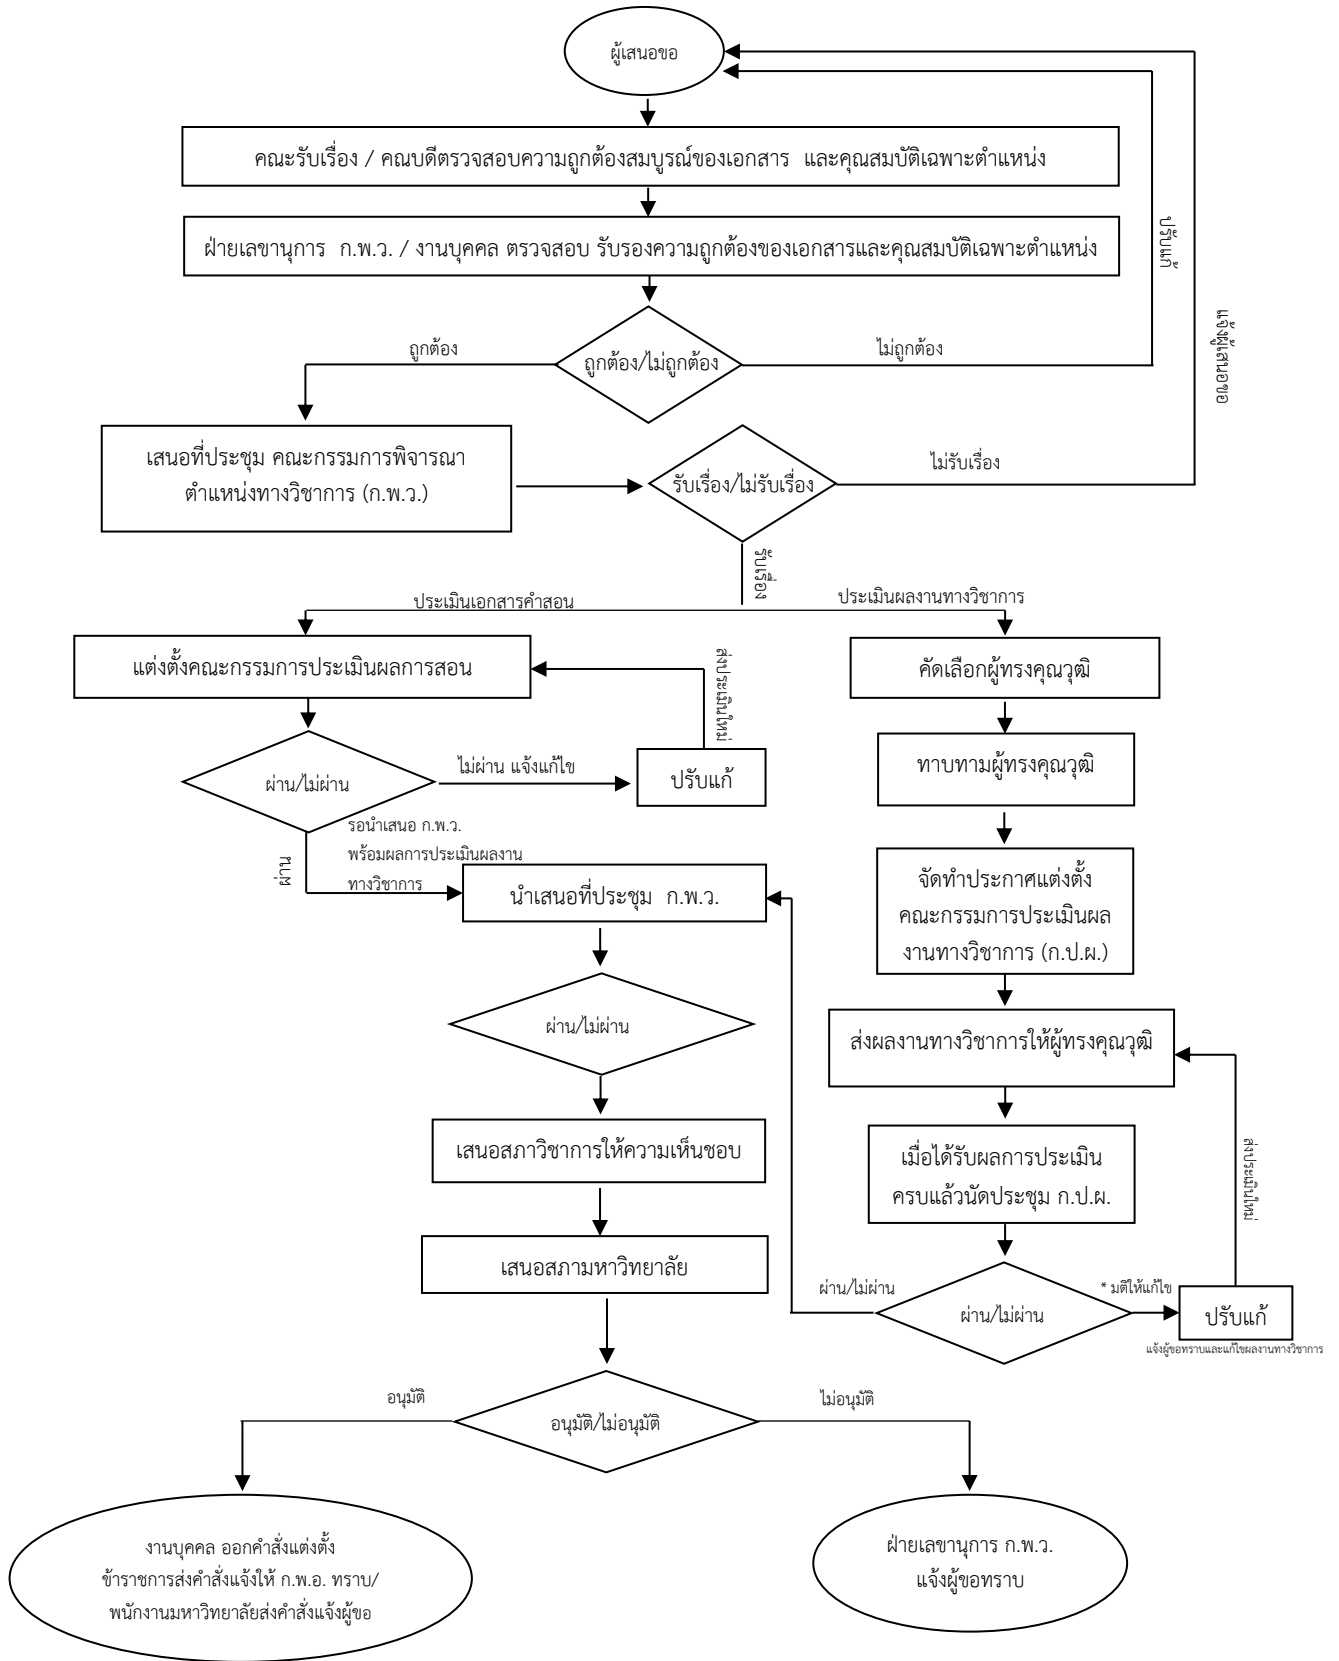 ผู้เสนอขอ
คณะรับเรื่อง / คณบดีตรวจสอบความถูกต้องสมบูรณ์ของเอกสาร และคุณสมบัติเฉพาะตำแหน่ง
ฝ่ายเลขานุการ ก.พ.ว. / งานบุคคล ตรวจสอบ รับรองความถูกต้องของเอกสารและคุณสมบัติเฉพาะตำแหน่ง
ปรับแก้
แจ้งผู้เสนอขอ
ถูกต้อง
ถูกต้อง/ไม่ถูกต้อง
ไม่ถูกต้อง
เสนอที่ประชุม คณะกรรมการพิจารณา
ตำแหน่งทางวิชาการ (ก.พ.ว.)
รับเรื่อง/ไม่รับเรื่อง
ไม่รับเรื่อง
รับเรื่อง
ประเมินเอกสารคำสอน
ประเมินผลงานทางวิชาการ
แต่งตั้งคณะกรรมการประเมินผลการสอน
ส่งประเมินใหม่
คัดเลือกผู้ทรงคุณวุฒิ
ผ่าน/ไม่ผ่าน
ไม่ผ่าน แจ้งแก้ไข
ปรับแก้
ทาบทามผู้ทรงคุณวุฒิ
ผ่าน
รอนำเสนอ ก.พ.ว.
พร้อมผลการประเมินผลงาน
ทางวิชาการ
นำเสนอที่ประชุม ก.พ.ว.
จัดทำประกาศแต่งตั้ง
คณะกรรมการประเมินผล
งานทางวิชาการ (ก.ป.ผ.)
ผ่าน/ไม่ผ่าน
ส่งผลงานทางวิชาการให้ผู้ทรงคุณวุฒิ
เสนอสภาวิชาการให้ความเห็นชอบ
เมื่อได้รับผลการประเมิน
ครบแล้วนัดประชุม ก.ป.ผ.
ส่งประเมินใหม่
เสนอสภามหาวิทยาลัย
ผ่าน/ไม่ผ่าน
ผ่าน/ไม่ผ่าน
* มติให้แก้ไข
ปรับแก้
แจ้งผู้ขอทราบและแก้ไขผลงานทางวิชาการ
อนุมัติ
อนุมัติ/ไม่อนุมัติ
ไม่อนุมัติ
งานบุคคล ออกคำสั่งแต่งตั้ง
ข้าราชการส่งคำสั่งแจ้งให้ ก.พ.อ. ทราบ/
พนักงานมหาวิทยาลัยส่งคำสั่งแจ้งผู้ขอ
ฝ่ายเลขานุการ ก.พ.ว.
แจ้งผู้ขอทราบ